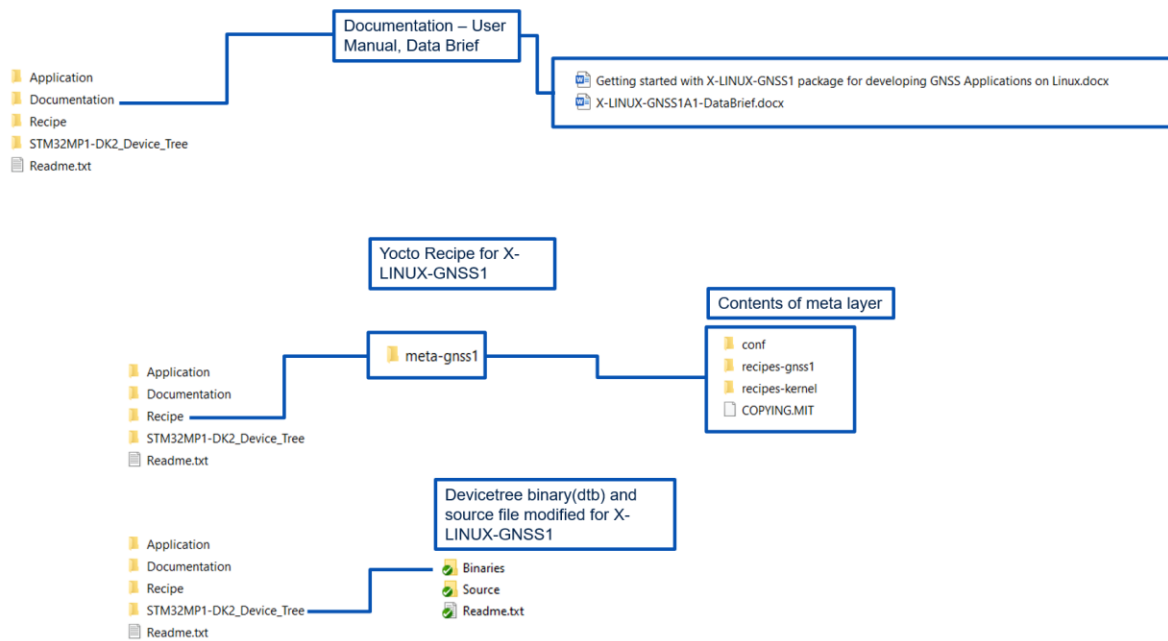 Documentation – User
Manual, Data Brief
Application
Documentation
Recipe
STM32MP1-DK2_Device_Tree
Readme.txt
Getting started with X-LINUX-GNSS1 package for developing GNSS Applications on Linux.docx
X-LINUX-GNSS1A1-DataBrief.docx
Yocto Recipe for X-
LINUX-GNSS1
Contents of meta layer
meta-gnss1
conf
recipes-gnss1
recipes-kernel
COPYING.MIT
Application
Documentation
Recipe
STM32MP1-DK2_Device_Tree
Readme.txt
Devicetree binary(dtb) and
source file modified for X-
LINUX-GNSS1
Application
Documentation
Recipe
STM32MP1-DK2_Device_Tree
Readme.txt
Binaries
Source
Readme.txt